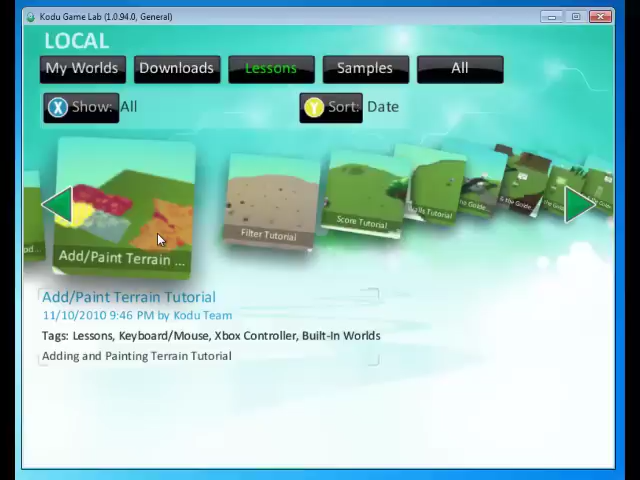 Kodu Game Lab (1.0.94.0, General)
LOCAL
My Worlds Downloads Lessons Samples All
X Show: All Y Sort: Date
Add/Paint Terrain ... Filter Tutorial Score Tutorial
Add/Paint Terrain Tutorial
11/10/2010 9:46 PM by Kodu Team
Tags: Lessons, Keyboard/Mouse, Xbox Controller, Built-In Worlds
Adding and Painting Terrain Tutorial